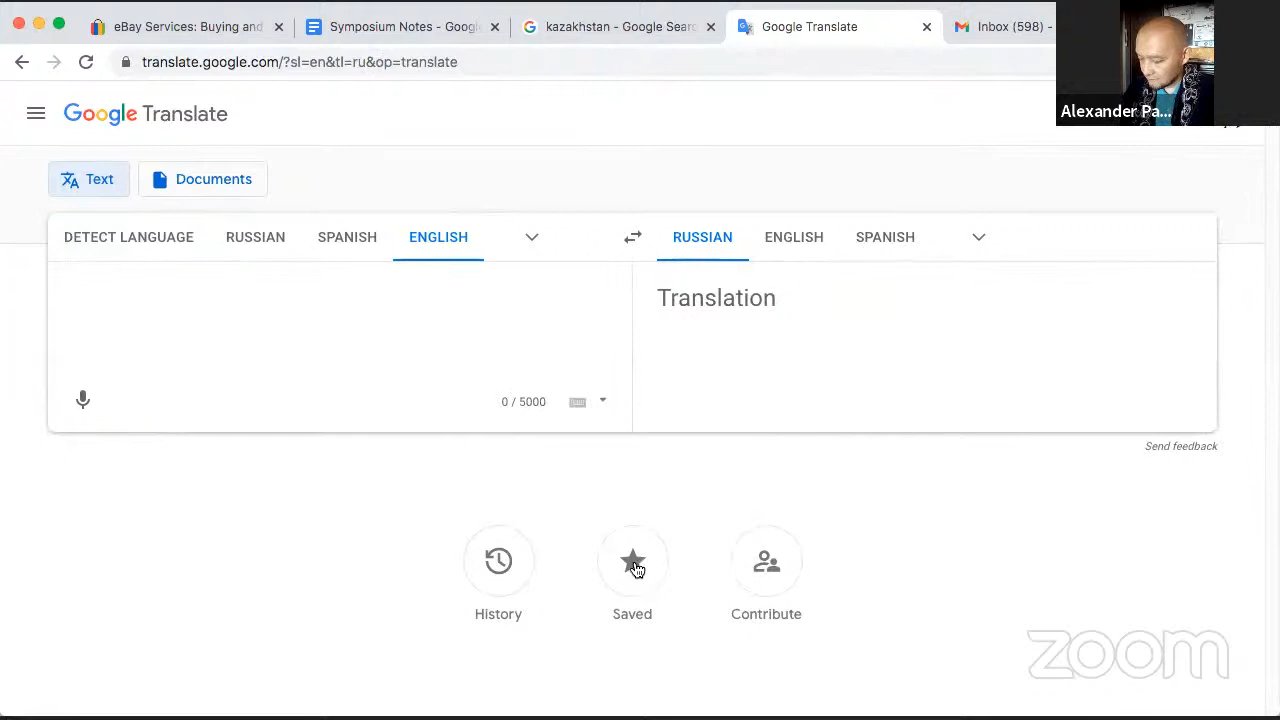 eBay Services: Buying and
Symposium Notes - Google
kazakhstan - Google Search
Google Translate
Inbox (598) -
translate.google.com/?sl=en&tl=ru&op=translate
Alexander Pa...
Google Translate
Text
Documents
DETECT LANGUAGE
RUSSIAN
SPANISH
ENGLISH
RUSSIAN
ENGLISH
SPANISH
Translation
0 / 5000
Send feedback
History
Saved
Contribute
zoom